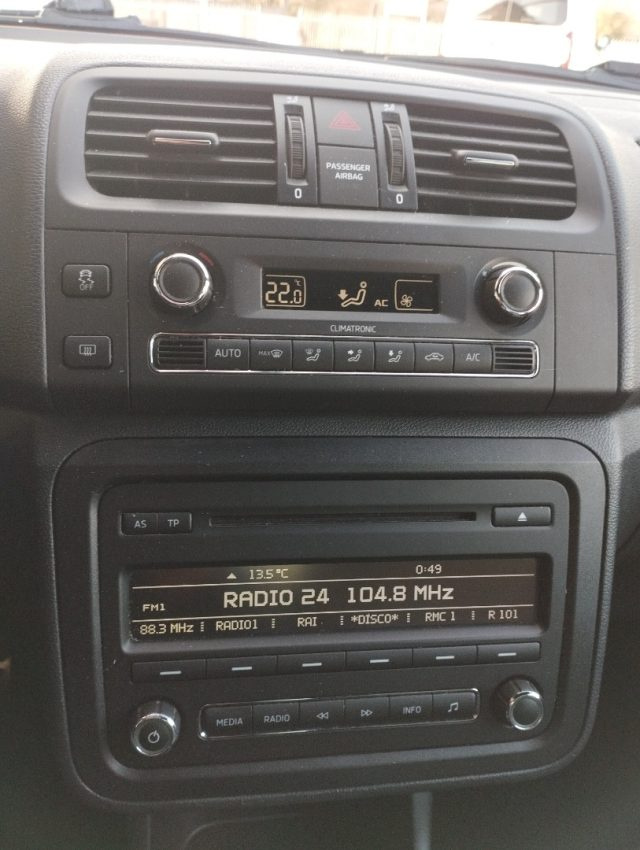 PASSENGER
AIRBAG
0
0
OFF
22.0 °C
AC
CLIMATRONIC
AUTO
MAX
A/C
AS TP
13.5°C 0:49
FM1
RADIO 24 104.8 MHz
88.3 MHz RADIO1 RAI *DISCO* RMC 1 R 101
MEDIA RADIO INFO